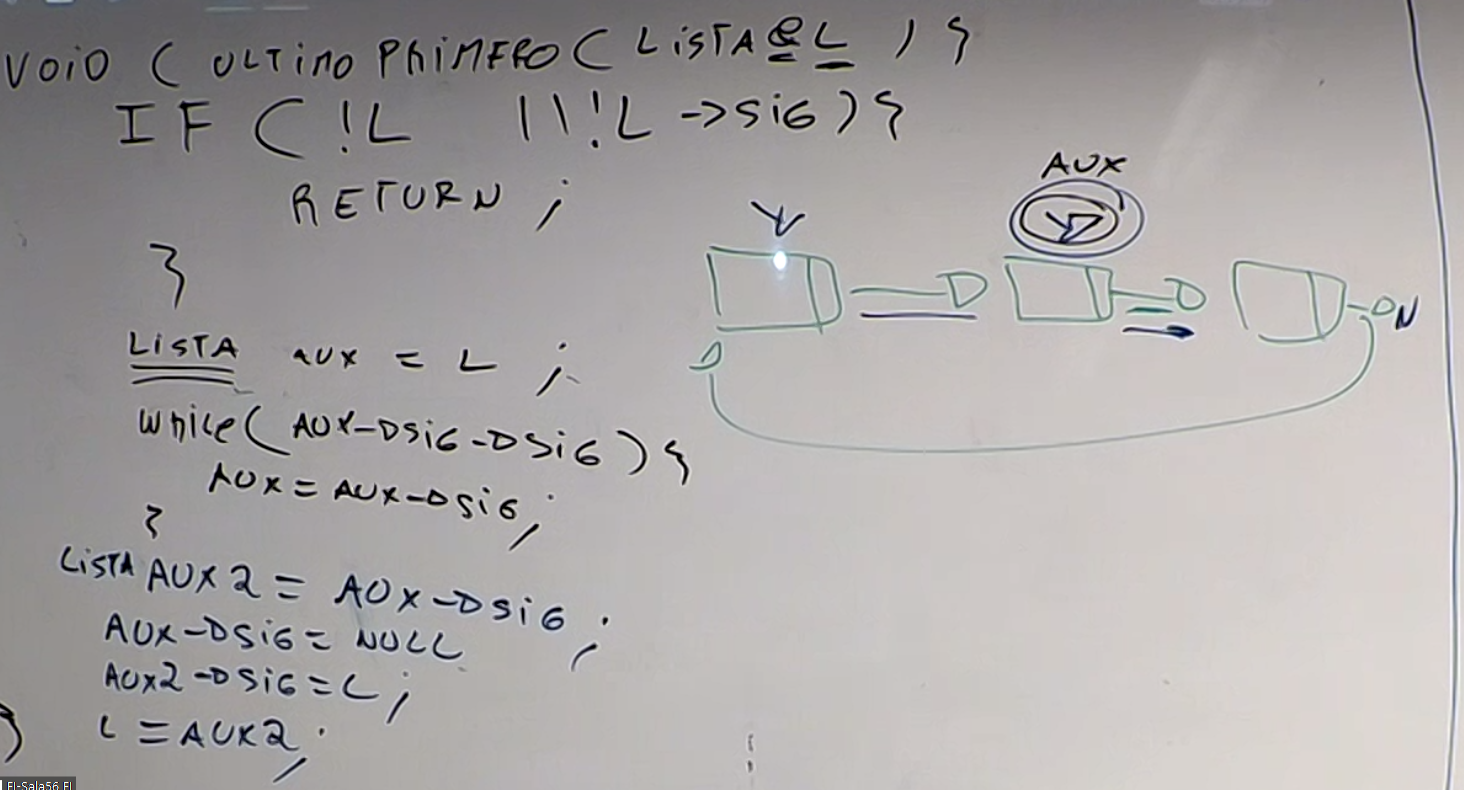 VOID ( ULTIMO PRIMERO ( LISTA & L ) {
IF ( !L || !L ->SIG ) {
RETURN ;
}
LISTA AUX = L ;
while( AUX->SIG->SIG ) {
AUX = AUX->SIG ;
}
LISTA AUX2 = AUX->SIG ;
AUX->SIG = NULL
AUX2->SIG = L ;
L = AUX2 ;
}
AUX
N
FI-Sala56 FI